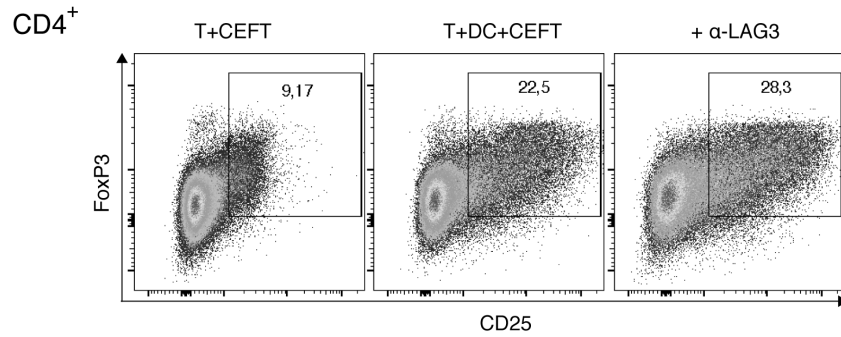 CD4+
T+CEFT
T+DC+CEFT
+ α-LAG3
9,17
22,5
28,3
FoxP3
CD25